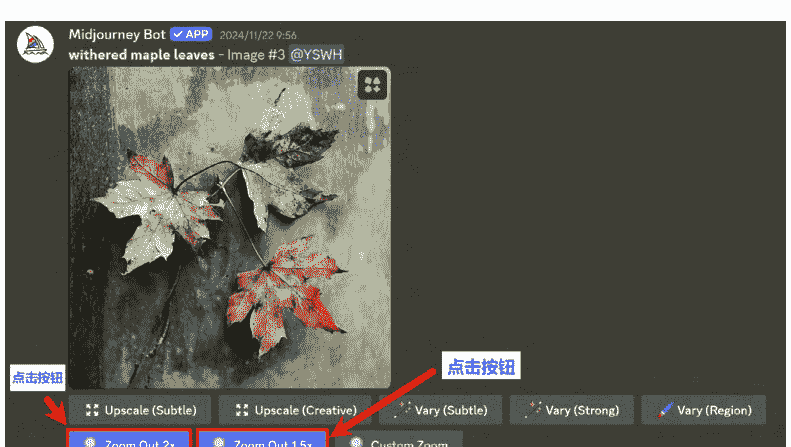 Midjourney Bot ✓ APP 2024/11/22 9:56
withered maple leaves - Image #3 @YSWH
点击按钮
点击按钮
Upscale (Subtle) Upscale (Creative) Vary (Subtle) Vary (Strong) Vary (Region)
Zoom Out 2x Zoom Out 1.5x Custom Zoom